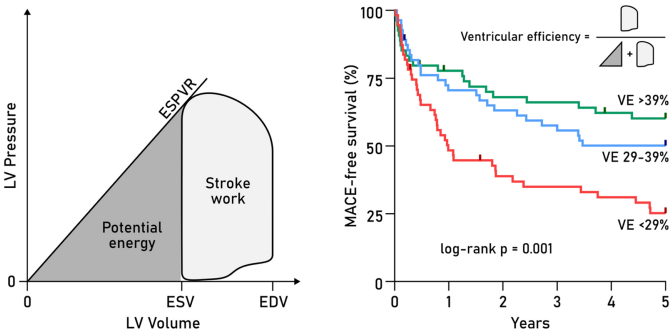 LV Pressure
ESPVR
Stroke
work
Potential
energy
0
0
ESV
EDV
LV Volume
MACE-free survival (%)
100
75
50
25
0
Ventricular efficiency =
+
VE >39%
VE 29-39%
VE <29%
log-rank p = 0.001
0
1
2
3
4
5
Years